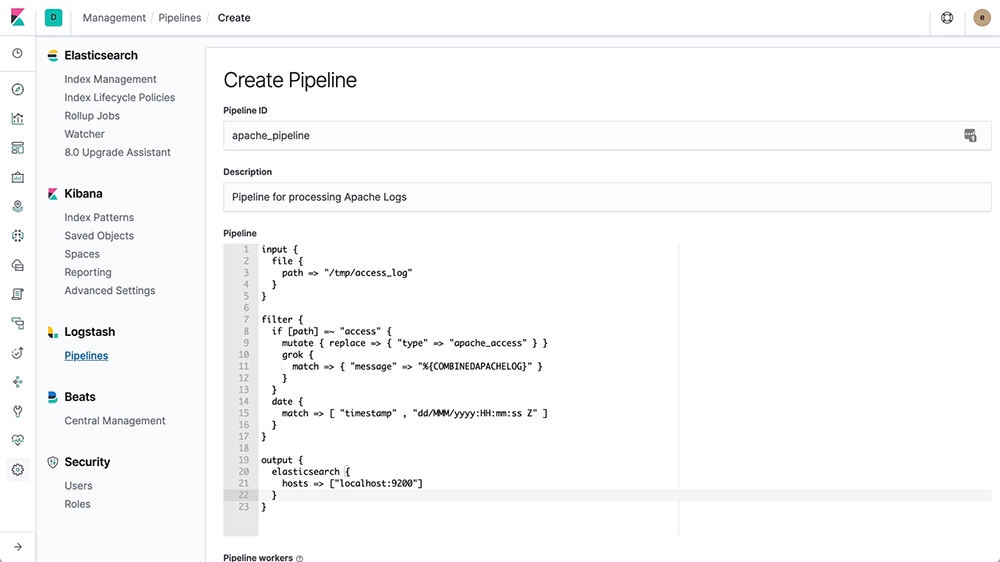 D Management / Pipelines / Create e
Elasticsearch
Index Management
Index Lifecycle Policies
Rollup Jobs
Watcher
8.0 Upgrade Assistant
Kibana
Index Patterns
Saved Objects
Spaces
Reporting
Advanced Settings
Logstash
Pipelines
Beats
Central Management
Security
Users
Roles
Create Pipeline
Pipeline ID
apache_pipeline
Description
Pipeline for processing Apache Logs
Pipeline
1 input {
2   file {
3     path => "/tmp/access_log"
4   }
5 }
6
7 filter {
8   if [path] =~ "access" {
9     mutate { replace => { "type" => "apache_access" } }
10     grok {
11       match => { "message" => "%{COMBINEDAPACHELOG}" }
12     }
13   }
14   date {
15     match => [ "timestamp" , "dd/MMM/yyyy:HH:mm:ss Z" ]
16   }
17 }
18
19 output {
20   elasticsearch {
21     hosts => ["localhost:9200"]
22   }
23 }
Pipeline workers